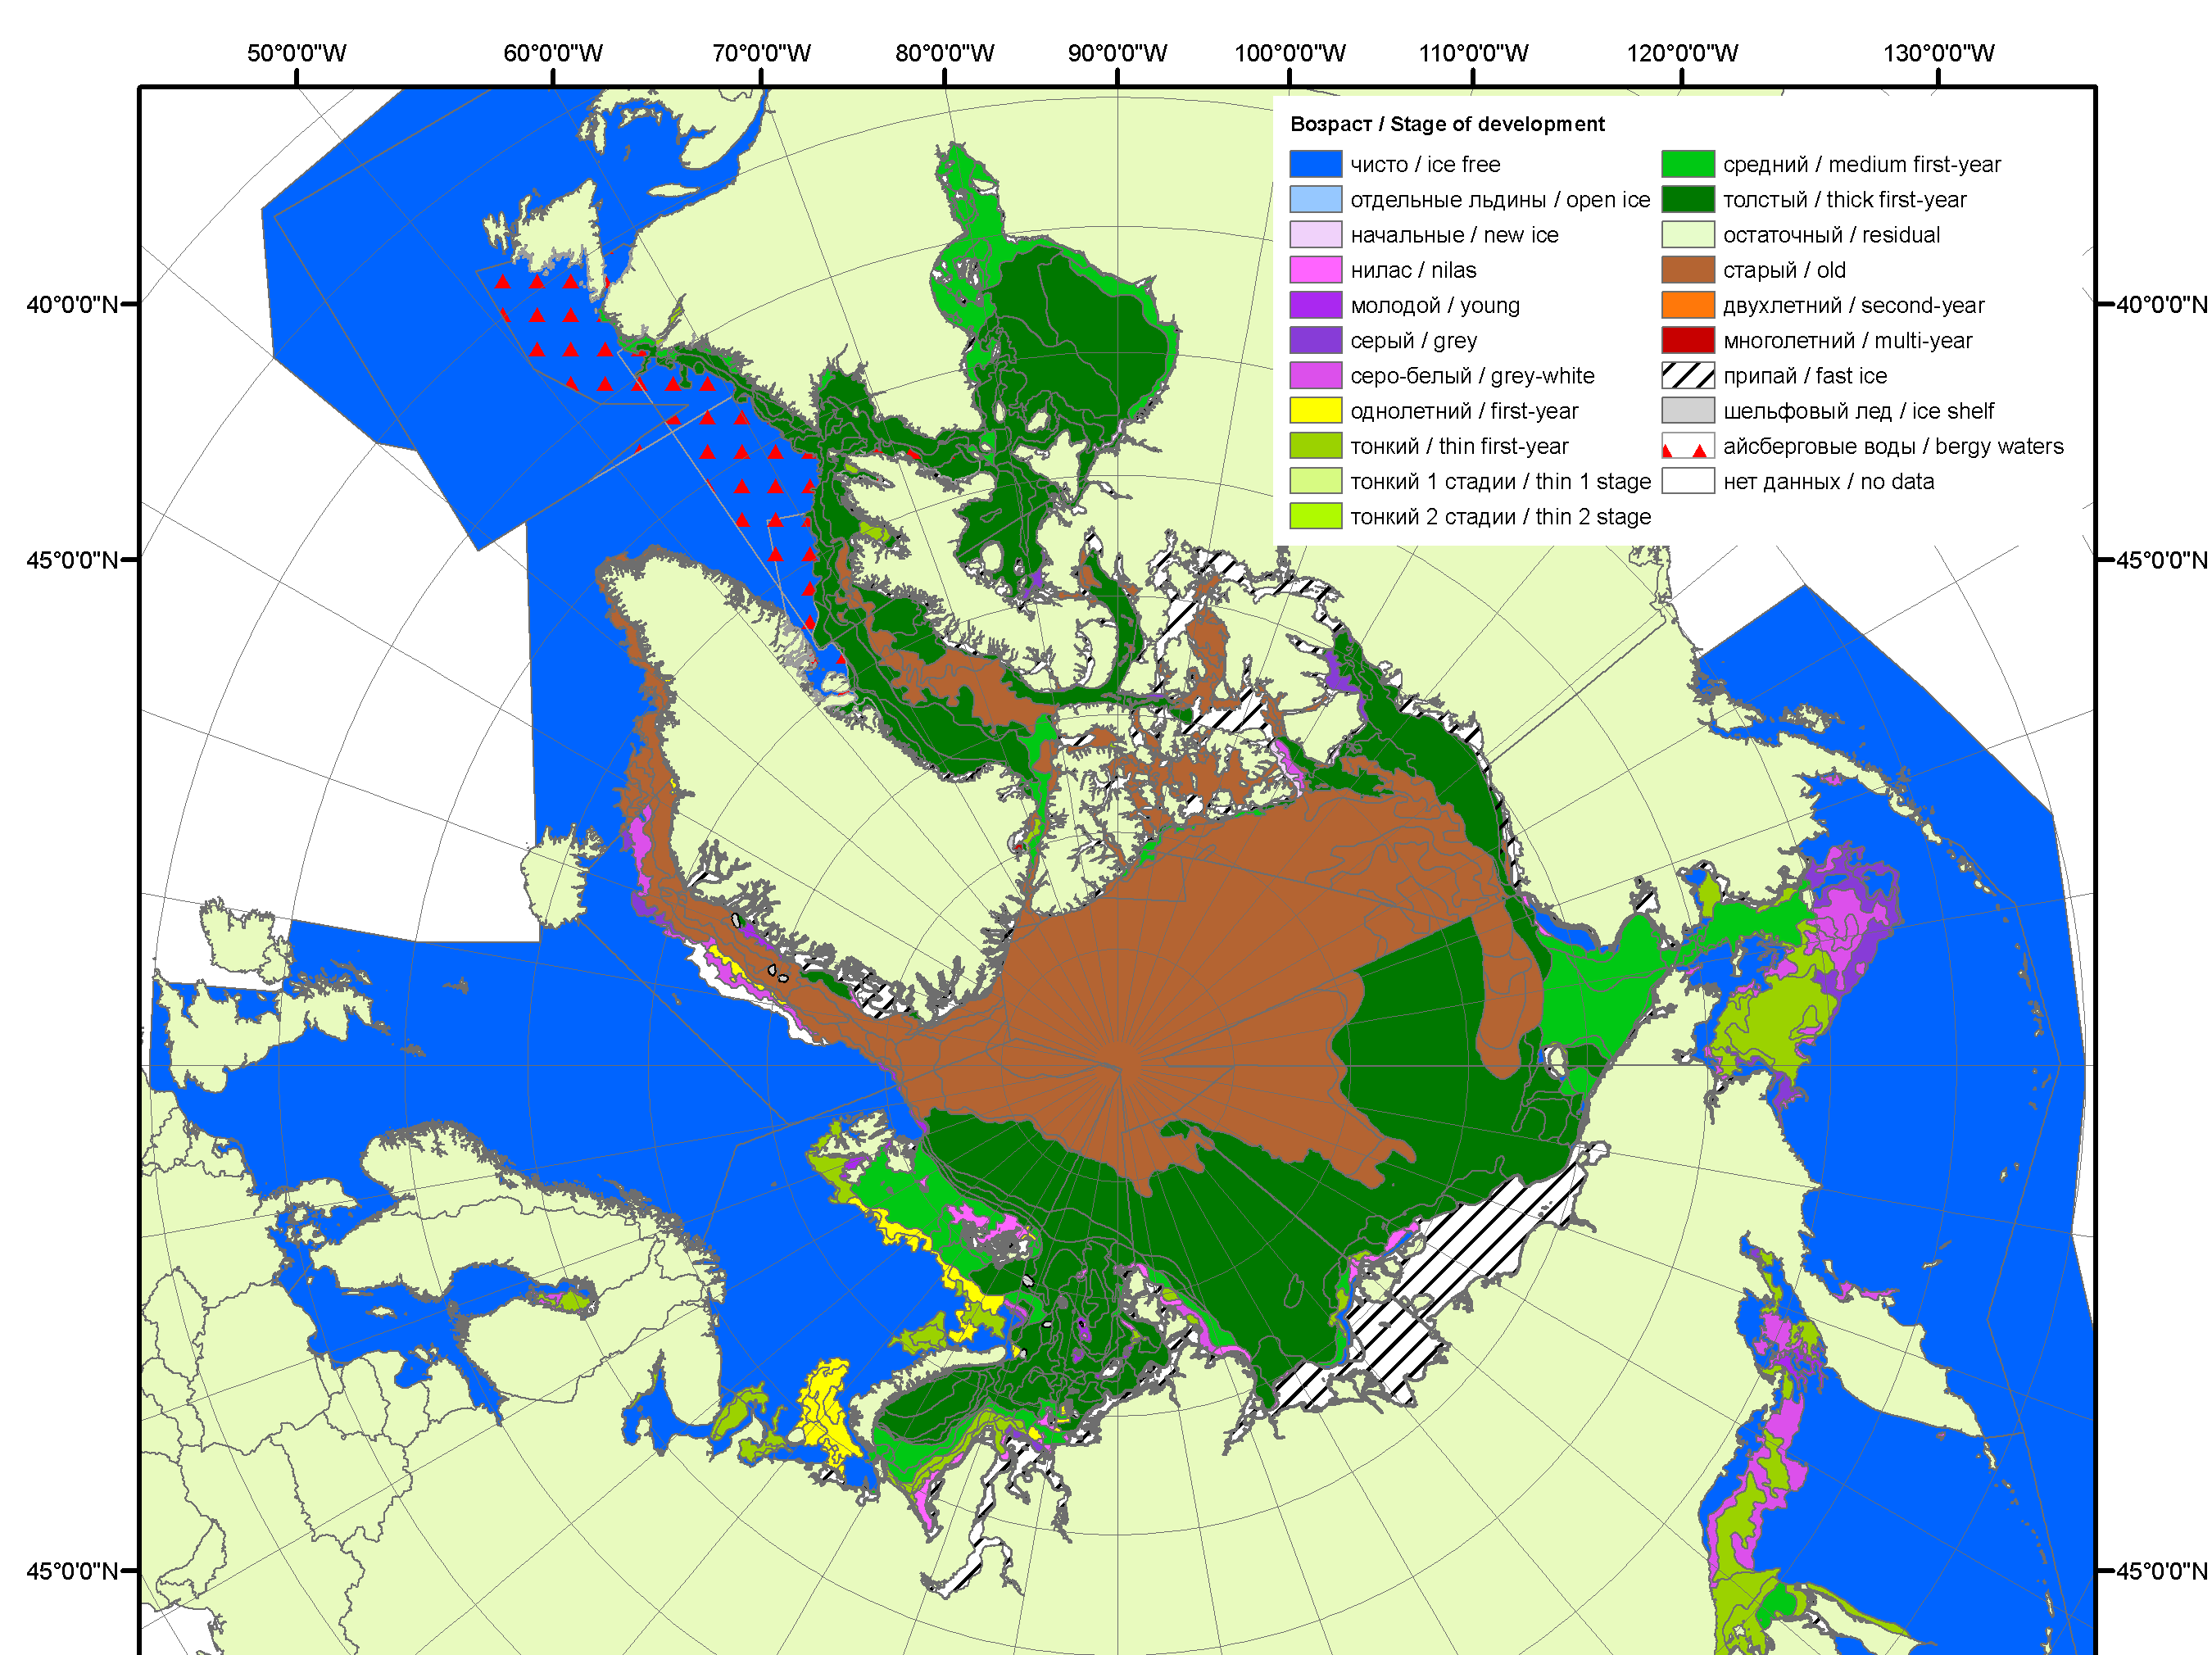 50°0'0"W 60°0'0"W 70°0'0"W 80°0'0"W 90°0'0"W 100°0'0"W 110°0'0"W 120°0'0"W 130°0'0"W
Возраст / Stage of development
чисто / ice free
отдельные льдины / open ice
начальные / new ice
нилас / nilas
молодой / young
серый / grey
серо-белый / grey-white
однолетний / first-year
тонкий / thin first-year
тонкий 1 стадии / thin 1 stage
тонкий 2 стадии / thin 2 stage
средний / medium first-year
толстый / thick first-year
остаточный / residual
старый / old
двухлетний / second-year
многолетний / multi-year
припай / fast ice
шельфовый лед / ice shelf
айсберговые воды / bergy waters
нет данных / no data
40°0'0"N 40°0'0"N
45°0'0"N 45°0'0"N
45°0'0"N 45°0'0"N